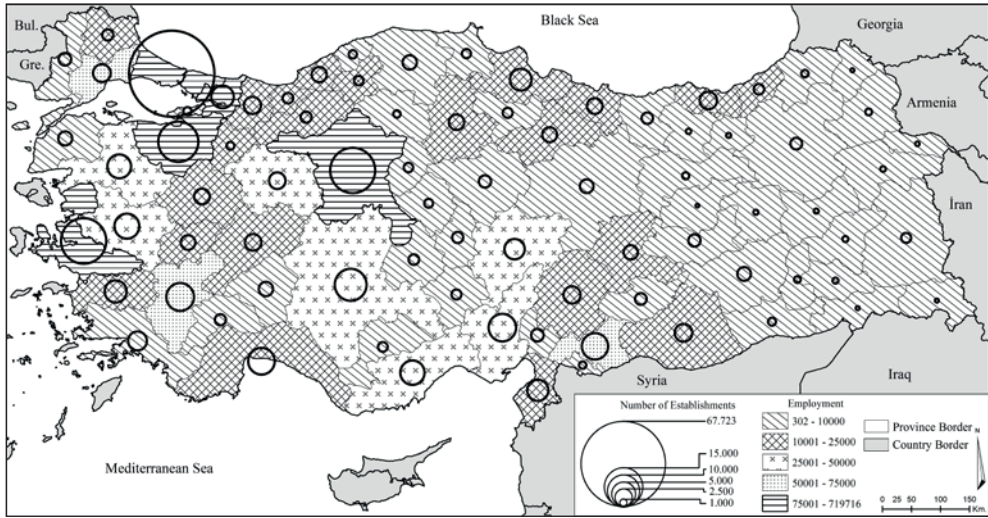 Bul.
Black Sea
Georgia
Gre.
Armenia
İran
Syria
Iraq
Mediterranean Sea
Number of Establishments
67.723
15.000
10.000
5.000
2.500
1.000
Employment
302 - 10000
10001 - 25000
25001 - 50000
50001 - 75000
75001 - 719716
Province Border
Country Border
N
0 25 50 100 150
Km.